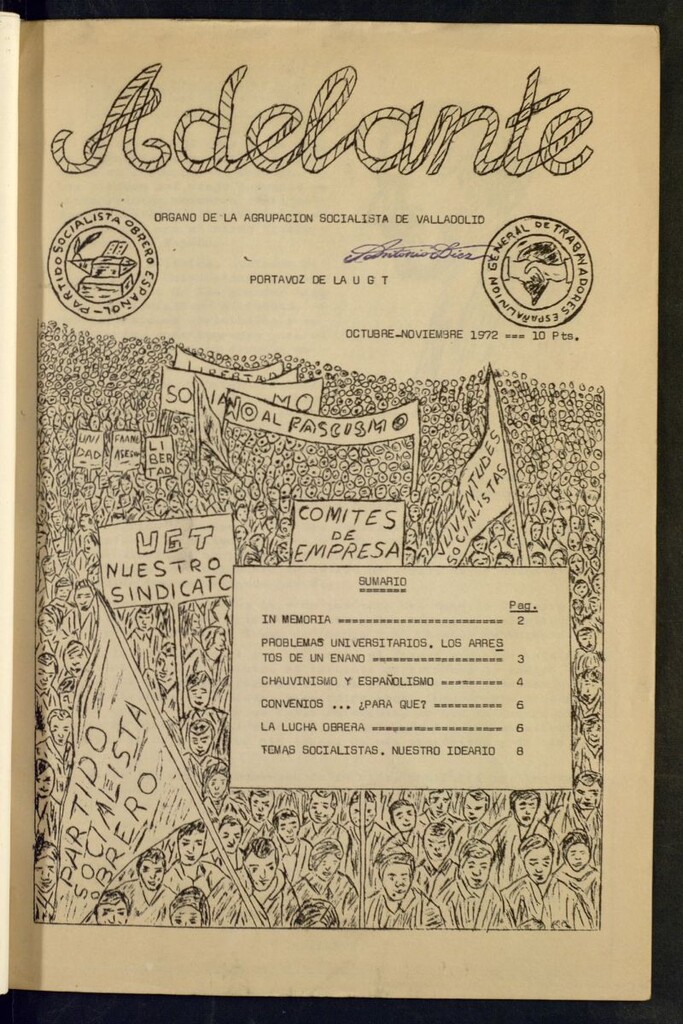 Adelante
ORGANO DE LA AGRUPACION SOCIALISTA DE VALLADOLID
PARTIDO SOCIALISTA OBRERO ESPAÑOL-
UNION GENERAL DE TRABAJADORES ESPAÑA
Antonio Díez
PORTAVOZ DE LA U G T
OCTUBRE-NOVIEMBRE 1972 === 10 Pts.
LIBERTAD
NO AL FASCISMO
UNI
DAD
LI
BER
TAD
JUVENTUDES
SOCIALISTAS
COMITES
DE
EMPRESA
UGT
NUESTRO
SINDICATO
PARTIDO
SOCIALISTA
OBRERO
SUMARIO
=======
Pag.
IN MEMORIA ======================== 2
PROBLEMAS UNIVERSITARIOS. LOS ARRES
TOS DE UN ENANO =================== 3
CHAUVINISMO Y ESPAÑOLISMO ========= 4
CONVENIOS ... ¿PARA QUE? ========== 6
LA LUCHA OBRERA =================== 6
TEMAS SOCIALISTAS. NUESTRO IDEARIO 8